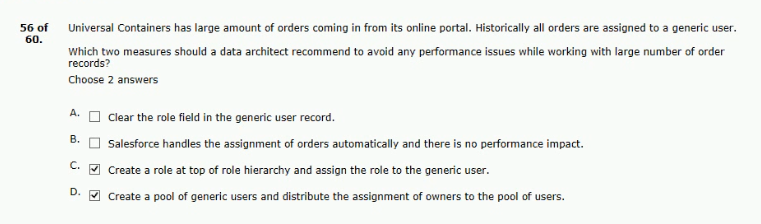 56 of 60. Universal Containers has large amount of orders coming in from its online portal. Historically all orders are assigned to a generic user.
Which two measures should a data architect recommend to avoid any performance issues while working with large number of order
records?
Choose 2 answers
A. Clear the role field in the generic user record.
B. Salesforce handles the assignment of orders automatically and there is no performance impact.
C. Create a role at top of role hierarchy and assign the role to the generic user.
D. Create a pool of generic users and distribute the assignment of owners to the pool of users.